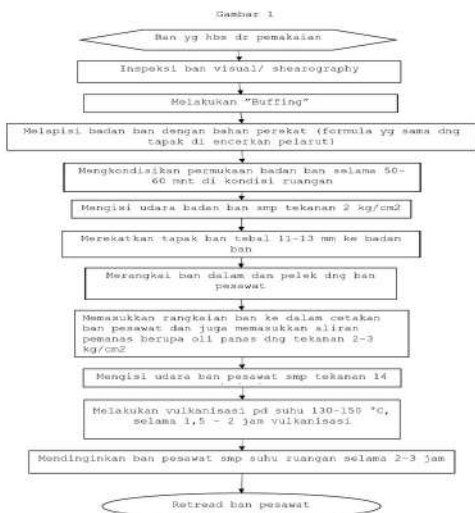 Gambar 1
Ban yg hbs dr pemakaian
Inspeksi ban visual/ shearography
Melakukan "Buffing"
Melapisi badan ban dengan bahan perekat (formula yg sama dng
tapak di encerkan pelarut)
Mengkondisikan permukaan badan ban selama 50-
60 mnt di kondisi ruangan
Mengisi udara badan ban smp tekanan 2 kg/cm2
Merekatkan tapak ban tebal 11-13 mm ke badan
ban
Merangkai ban dalam dan pelek dng ban
pesawat
Memasukkan rangkaian ban ke dalam cetakan
ban pesawat dan juga memasukkan aliran
pemanas berupa oli panas dng tekanan 2-3
kg/cm2
Mengisi udara ban pesawat smp tekanan 14
Melakukan vulkanisasi pd suhu 130-150 °C,
selama 1,5 - 2 jam vulkanisasi
Mendinginkan ban pesawat smp suhu ruangan selama 2-3 jam
Retread ban pesawat